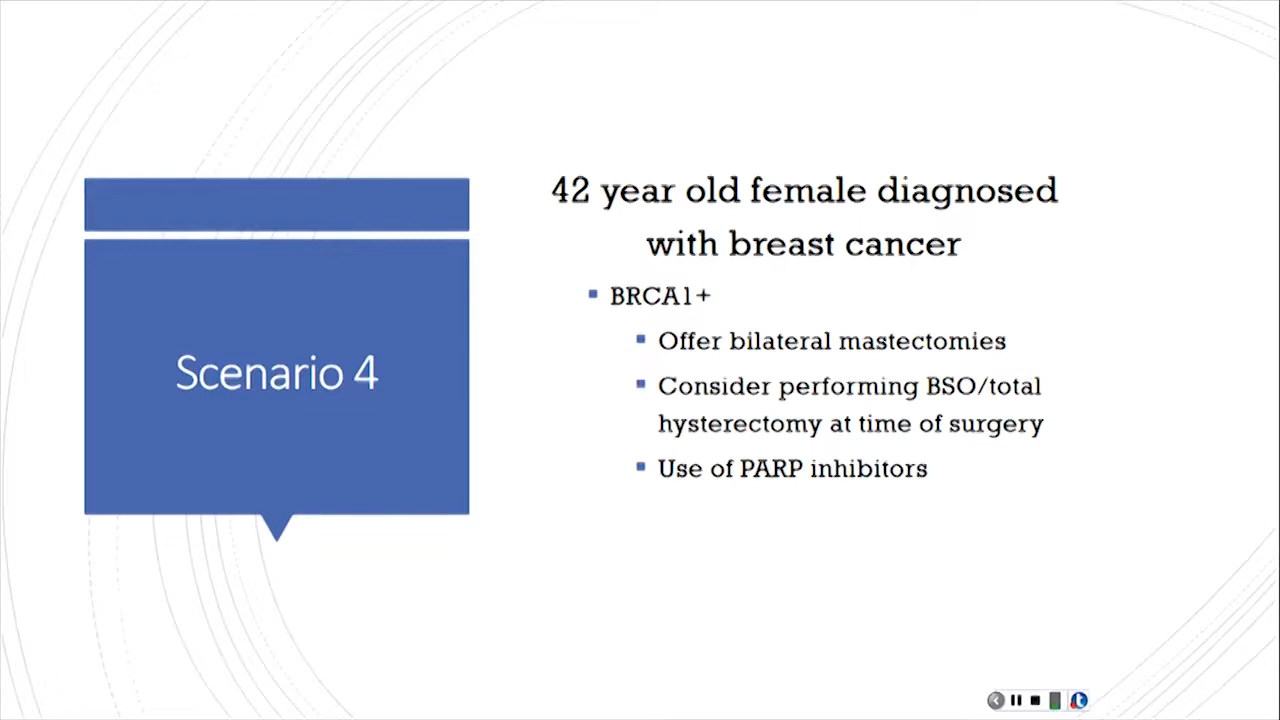 Scenario 4
42 year old female diagnosed
with breast cancer
BRCA1+
Offer bilateral mastectomies
Consider performing BSO/total
hysterectomy at time of surgery
Use of PARP inhibitors